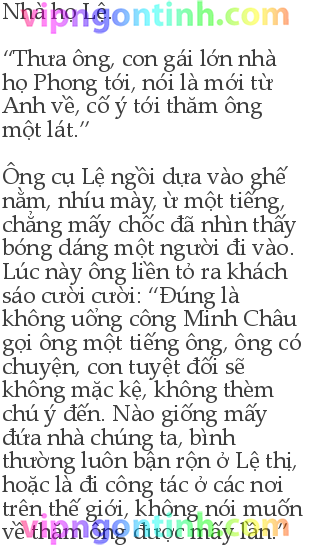 Nhà họ Lệ.
vipngontinh.com
“Thưa ông, con gái lớn nhà
họ Phong tới, nói là mới từ
Anh về, cố ý tới thăm ông
một lát.”
Ông cụ Lệ ngồi dựa vào ghế
nằm, nhíu mày, ừ một tiếng,
chẳng mấy chốc đã nhìn thấy
bóng dáng một người đi vào.
Lúc này ông liền tỏ ra khách
sáo cười cười: “Đúng là
không uổng công Minh Châu
gọi ông một tiếng ông, ông có
chuyện, con tuyệt đối sẽ
không mặc kệ, không thèm
chú ý đến. Nào giống mấy
đứa nhà chúng ta, bình
thường luôn bận rộn ở Lệ thị,
hoặc là đi công tác ở các nơi
trên thế giới, không nói muốn
về thăm ông được mấy lần.”
vipngontinh.com